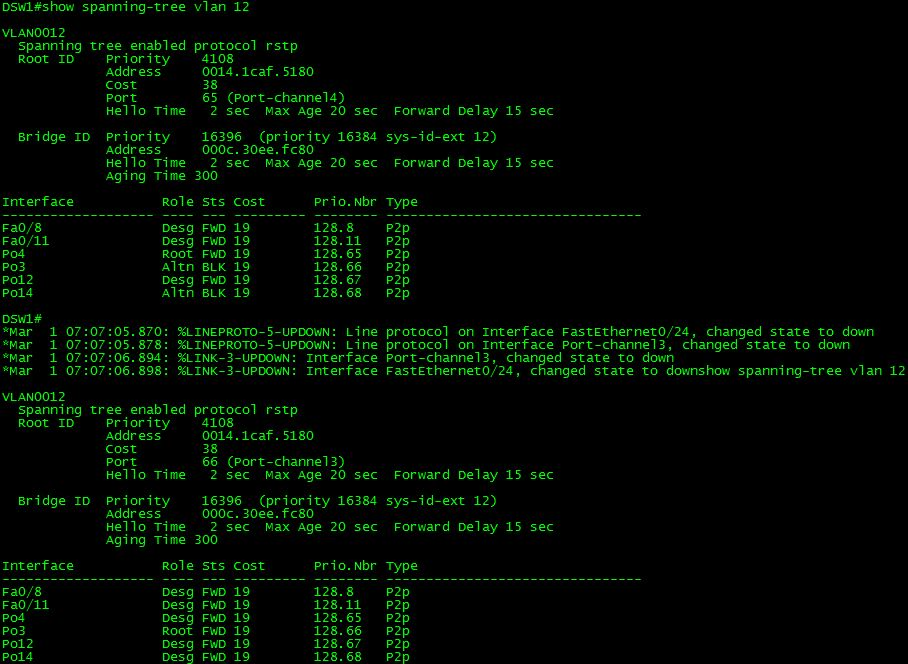 DSW1#show spanning-tree vlan 12
VLAN0012
Spanning tree enabled protocol rstp
Root ID Priority 4108
Address 0014.1caf.5180
Cost 38
Port 65 (Port-channel4)
Hello Time 2 sec Max Age 20 sec Forward Delay 15 sec
Bridge ID Priority 16396 (priority 16384 sys-id-ext 12)
Address 000c.30ee.fc80
Hello Time 2 sec Max Age 20 sec Forward Delay 15 sec
Aging Time 300
Interface Role Sts Cost Prio.Nbr Type
------------------- ---- --- --------- -------- --------------------------------
Fa0/8 Desg FWD 19 128.8 P2p
Fa0/11 Desg FWD 19 128.11 P2p
Po4 Root FWD 19 128.65 P2p
Po3 Altn BLK 19 128.66 P2p
Po12 Desg FWD 19 128.67 P2p
Po14 Altn BLK 19 128.68 P2p
DSW1#
*Mar 1 07:07:05.870: %LINEPROTO-5-UPDOWN: Line protocol on Interface FastEthernet0/24, changed state to down
*Mar 1 07:07:05.878: %LINEPROTO-5-UPDOWN: Line protocol on Interface Port-channel3, changed state to down
*Mar 1 07:07:06.894: %LINK-3-UPDOWN: Interface Port-channel3, changed state to down
*Mar 1 07:07:06.898: %LINK-3-UPDOWN: Interface FastEthernet0/24, changed state to downshow spanning-tree vlan 12
VLAN0012
Spanning tree enabled protocol rstp
Root ID Priority 4108
Address 0014.1caf.5180
Cost 38
Port 66 (Port-channel3)
Hello Time 2 sec Max Age 20 sec Forward Delay 15 sec
Bridge ID Priority 16396 (priority 16384 sys-id-ext 12)
Address 000c.30ee.fc80
Hello Time 2 sec Max Age 20 sec Forward Delay 15 sec
Aging Time 300
Interface Role Sts Cost Prio.Nbr Type
------------------- ---- --- --------- -------- --------------------------------
Fa0/8 Desg FWD 19 128.8 P2p
Fa0/11 Desg FWD 19 128.11 P2p
Po4 Desg FWD 19 128.65 P2p
Po3 Root FWD 19 128.66 P2p
Po12 Desg FWD 19 128.67 P2p
Po14 Desg FWD 19 128.68 P2p